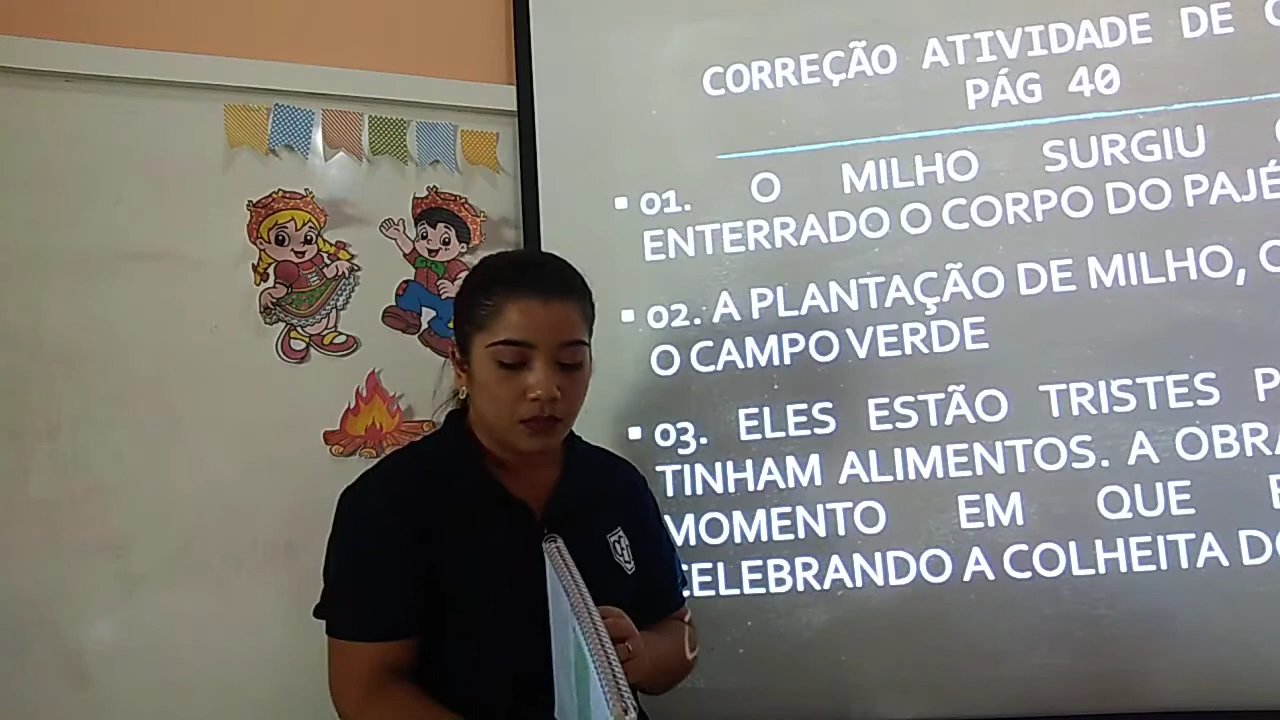 CORREÇÃO ATIVIDADE DE
PÁG 40
01. O MILHO SURGIU
ENTERRADO O CORPO DO PAJÉ
02. A PLANTAÇÃO DE MILHO,
O CAMPO VERDE
03. ELES ESTÃO TRISTES
TINHAM ALIMENTOS. A OBRA
MOMENTO EM QUE
CELEBRANDO A COLHEITA